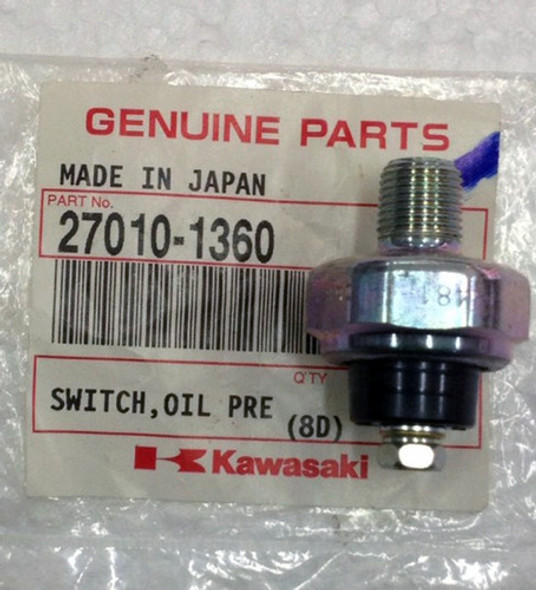 GENUINE PARTS
MADE IN JAPAN
PART No.
27010-1360
Q'TY
SWITCH,OIL PRE
(8D)
Kawasaki